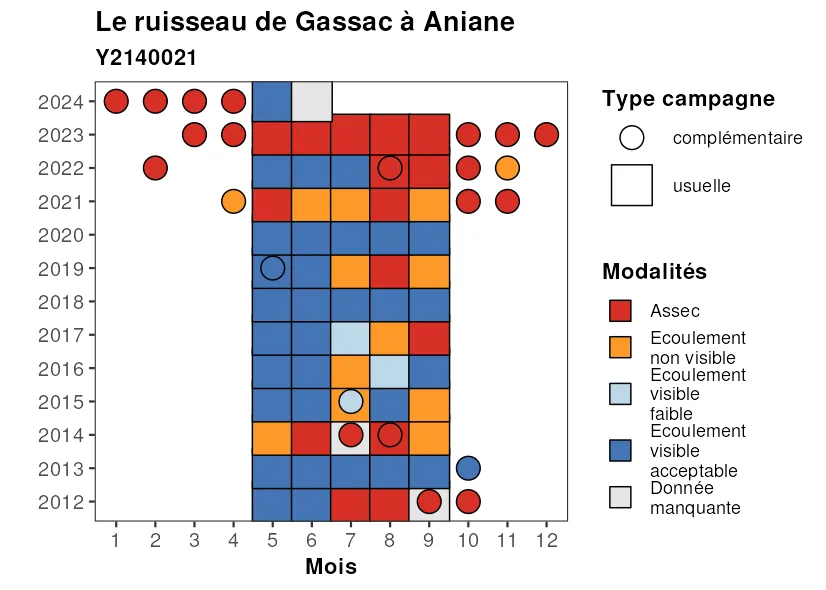 Le ruisseau de Gassac à Aniane
Y2140021
2024
2023
2022
2021
2020
2019
2018
2017
2016
2015
2014
2013
2012
1 2 3 4 5 6 7 8 9 10 11 12
Mois
Type campagne
complémentaire
usuelle
Modalités
Assec
Ecoulement
non visible
Ecoulement
visible
faible
Ecoulement
visible
acceptable
Donnée
manquante